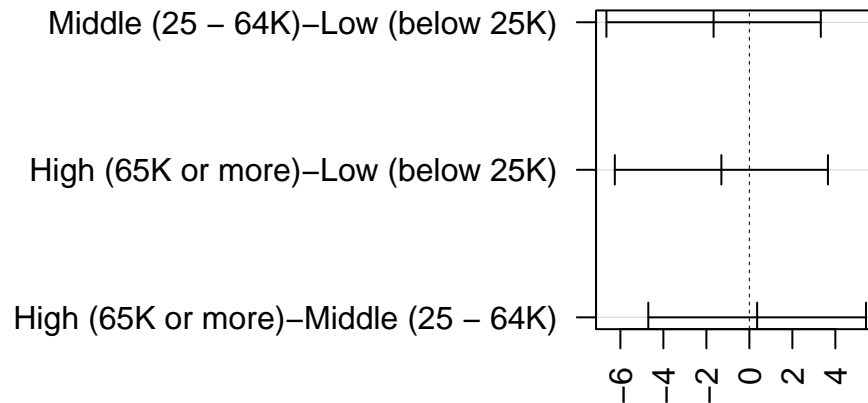 Middle (25 − 64K)−Low (below 25K)
High (65K or more)−Low (below 25K)
High (65K or more)−Middle (25 − 64K)
−6 −4 −2 0 2 4